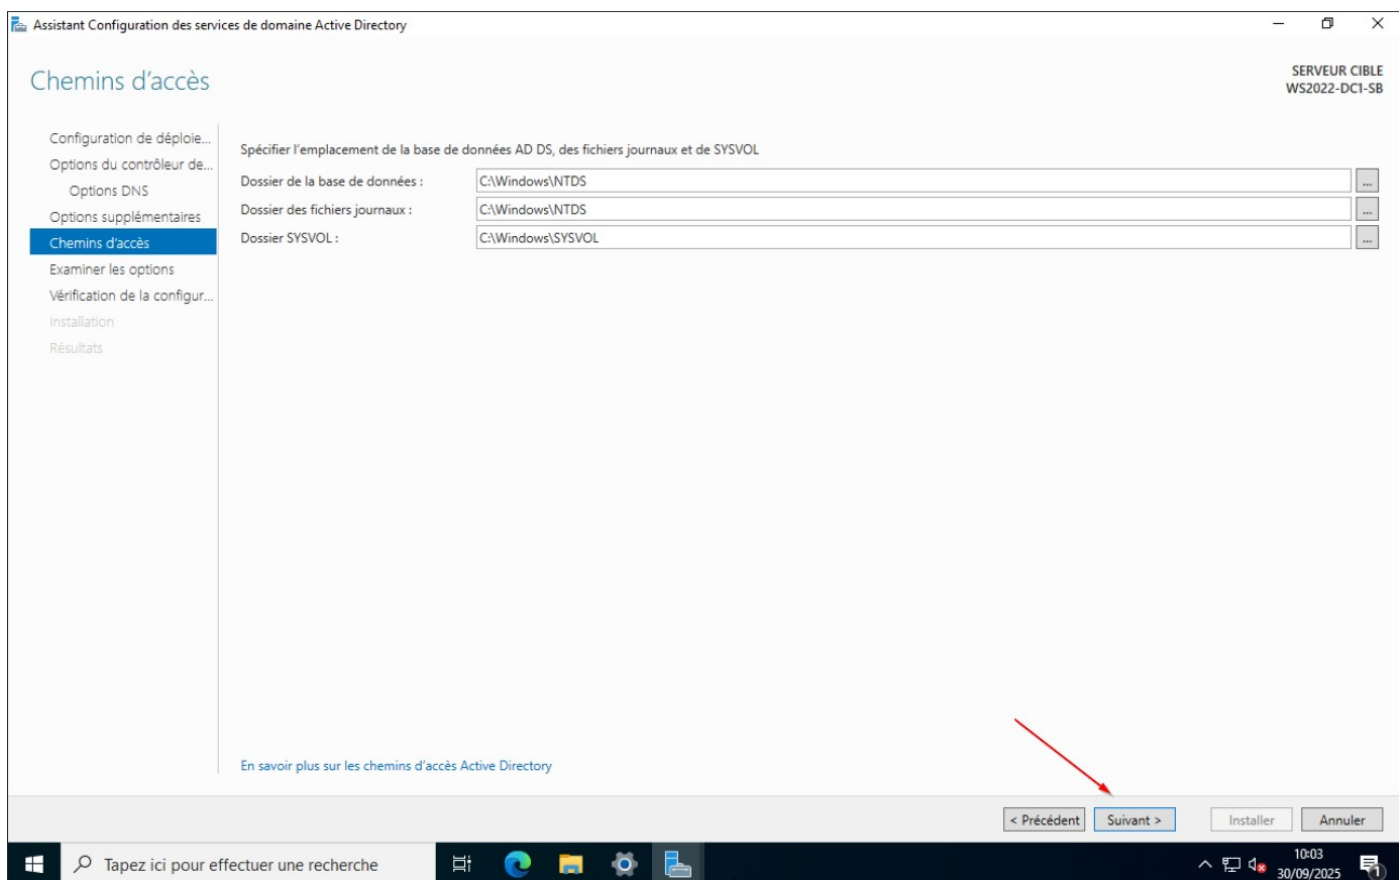 Assistant Configuration des services de domaine Active Directory
Chemins d'accès
SERVEUR CIBLE
WS2022-DC1-SB
Configuration de déploie...
Options du contrôleur de...
Options DNS
Options supplémentaires
Chemins d'accès
Examiner les options
Vérification de la configur...
Installation
Résultats
Spécifier l'emplacement de la base de données AD DS, des fichiers journaux et de SYSVOL
Dossier de la base de données : C:\Windows\NTDS ...
Dossier des fichiers journaux : C:\Windows\NTDS ...
Dossier SYSVOL : C:\Windows\SYSVOL ...
En savoir plus sur les chemins d'accès Active Directory
< Précédent Suivant > Installer Annuler
Tapez ici pour effectuer une recherche
10:03
30/09/2025
1